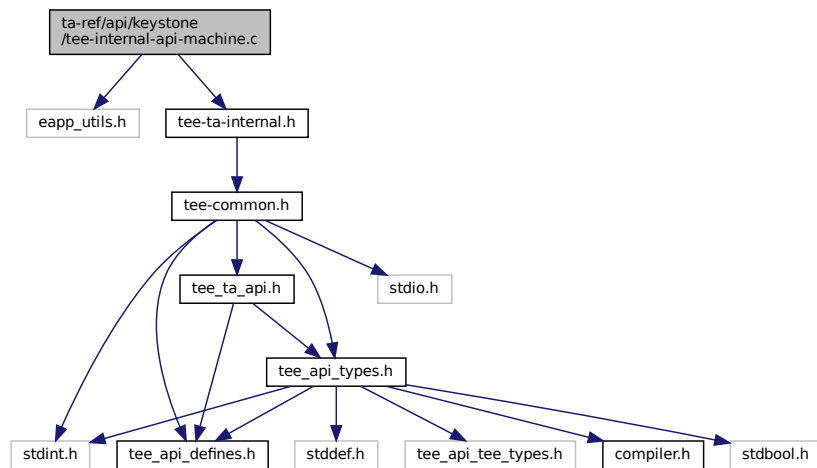 ta-ref/api/keystone
/tee-internal-api-machine.c
eapp_utils.h
tee-ta-internal.h
tee-common.h
tee_ta_api.h
stdio.h
tee_api_types.h
stdint.h
tee_api_defines.h
stddef.h
tee_api_tee_types.h
compiler.h
stdbool.h